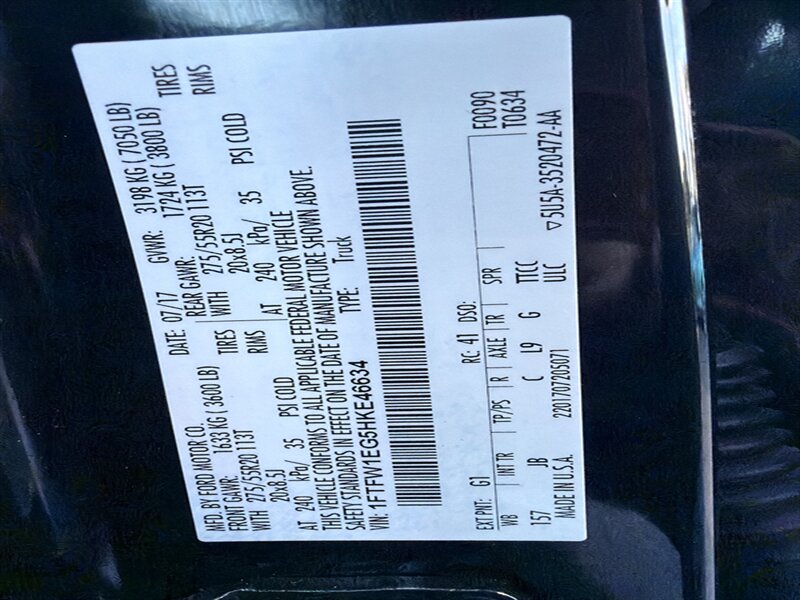 MFD. BY FORD MOTOR CO.
DATE: 07/17 GVWR: 3198 KG ( 7050 LB)
FRONT GAWR: 1633 KG ( 3600 LB) REAR GAWR: 1724 KG ( 3800 LB)
WITH 275/55R20 113T TIRES WITH 275/55R20 113T TIRES
20x8.5J RIMS 20x8.5J RIMS
AT 240 kPa/ 35 PSI COLD AT 240 kPa/ 35 PSI COLD
THIS VEHICLE CONFORMS TO ALL APPLICABLE FEDERAL MOTOR VEHICLE
SAFETY STANDARDS IN EFFECT ON THE DATE OF MANUFACTURE SHOWN ABOVE.
VIN: 1FTFW1EG5HKE46634 TYPE: Truck
EXT PNT: G1 RC: 41 DSO: F0090
WB INT TR TP/PS R AXLE TR SPR T0634
157 JB C L9 G TTCC
MADE IN U.S.A. 2201707205071 ULC ▽5U5A-3520472-AA